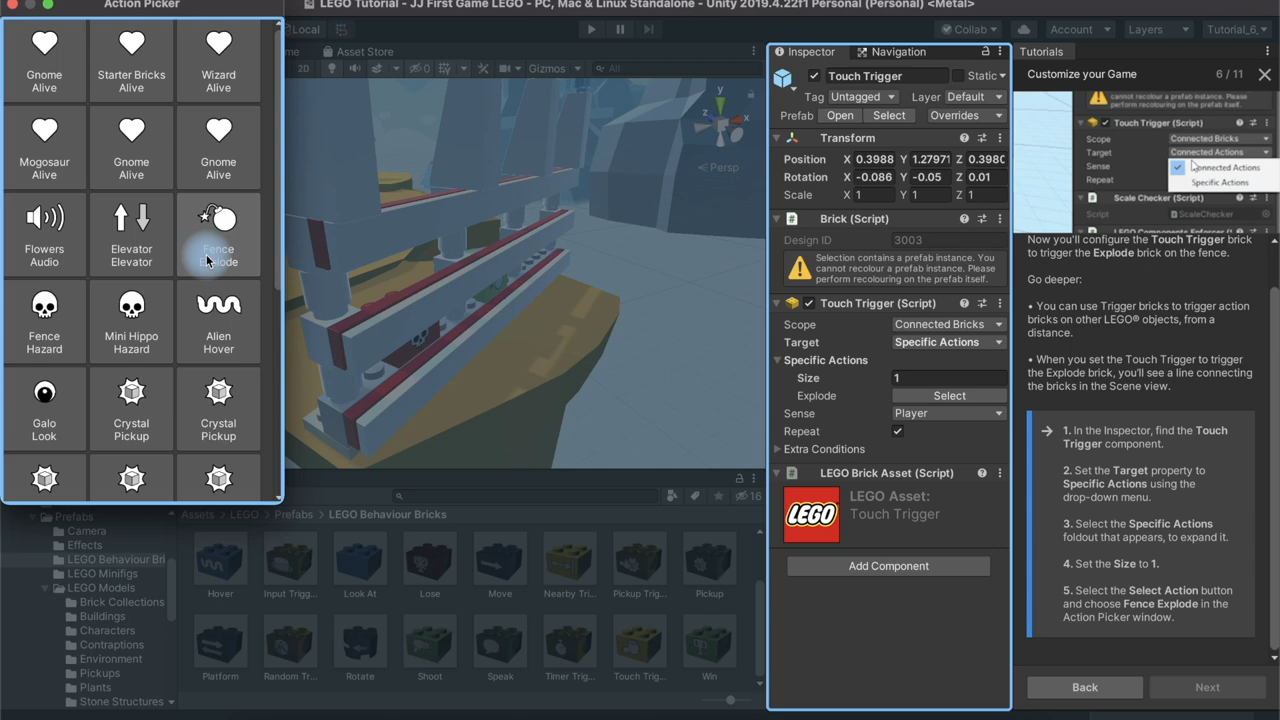 Action Picker
LEGO Tutorial - JJ First Game LEGO - PC, Mac & Linux Standalone - Unity 2019.4.22f1 Personal (Personal) <Metal>
Local
Collab
Account
Layers
Tutorial_6_
Asset Store
2D
0
Gizmos
All
Gnome
Alive
Starter Bricks
Alive
Wizard
Alive
Mogosaur
Alive
Gnome
Alive
Gnome
Alive
Flowers
Audio
Elevator
Elevator
Fence
Explode
Fence
Hazard
Mini Hippo
Hazard
Alien
Hover
Galo
Look
Crystal
Pickup
Crystal
Pickup
y
x
z
Persp
Inspector
Navigation
Touch Trigger
Static
Tag Untagged Layer Default
Prefab Open Select Overrides
Transform
Position X 0.3988 Y 1.27971 Z 0.3980
Rotation X -0.086 Y -0.05 Z 0.01
Scale X 1 Y 1 Z 1
Brick (Script)
Design ID 3003
Selection contains a prefab instance. You
cannot recolour a prefab instance. Please
perform recolouring on the prefab itself.
Touch Trigger (Script)
Scope Connected Bricks
Target Specific Actions
Specific Actions
Size 1
Explode Select
Sense Player
Repeat
Extra Conditions
LEGO Brick Asset (Script)
LEGO
LEGO Asset:
Touch Trigger
Add Component
Tutorials
Customize your Game 6 / 11
cannot recolour a prefab instance. Please
perform recolouring on the prefab itself.
Touch Trigger (Script)
Scope Connected Bricks
Target Connected Actions
Sense Connected Actions
Repeat Specific Actions
Scale Checker (Script)
Script ScaleChecker
Now you'll configure the Touch Trigger brick
to trigger the Explode brick on the fence.
Go deeper:
• You can use Trigger bricks to trigger action
bricks on other LEGO® objects, from a
distance.
• When you set the Touch Trigger to trigger
the Explode brick, you'll see a line connecting
the bricks in the Scene view.
1. In the Inspector, find the Touch
Trigger component.
2. Set the Target property to
Specific Actions using the
drop-down menu.
3. Select the Specific Actions
foldout that appears, to expand it.
4. Set the Size to 1.
5. Select the Select Action button
and choose Fence Explode in the
Action Picker window.
Back
Next
16
Prefabs
Camera
Effects
LEGO Behaviour Bri
LEGO Minifigs
LEGO Models
Brick Collections
Buildings
Characters
Contraptions
Environment
Pickups
Plants
Stone Structures
Assets > LEGO > Prefabs > LEGO Behaviour Bricks
Hover
Input Trigg...
Look At
Lose
Move
Nearby Tri...
Pickup Trig...
Pickup
Platform
Random Tr...
Rotate
Shoot
Speak
Timer Trig...
Touch Trig...
Win